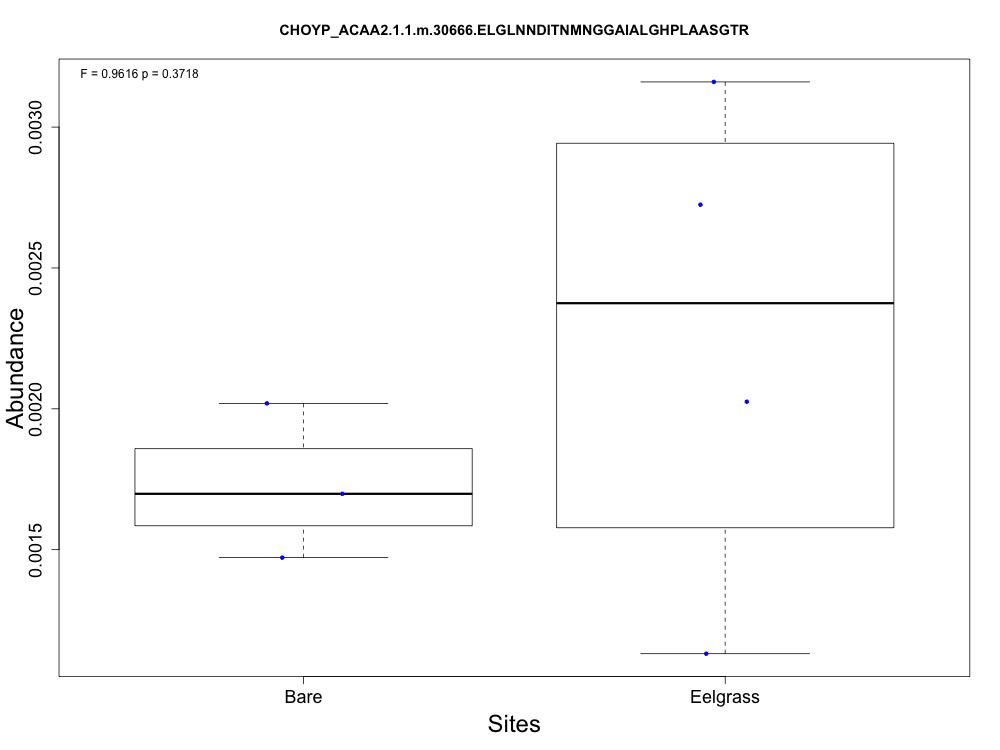 CHOYP_ACAA2.1.1.m.30666.ELGLNNDITNMNGGAIALGHPLAASGTR
F = 0.9616 p = 0.3718
0.0030
0.0025
0.0020
0.0015
Abundance
Bare
Eelgrass
Sites